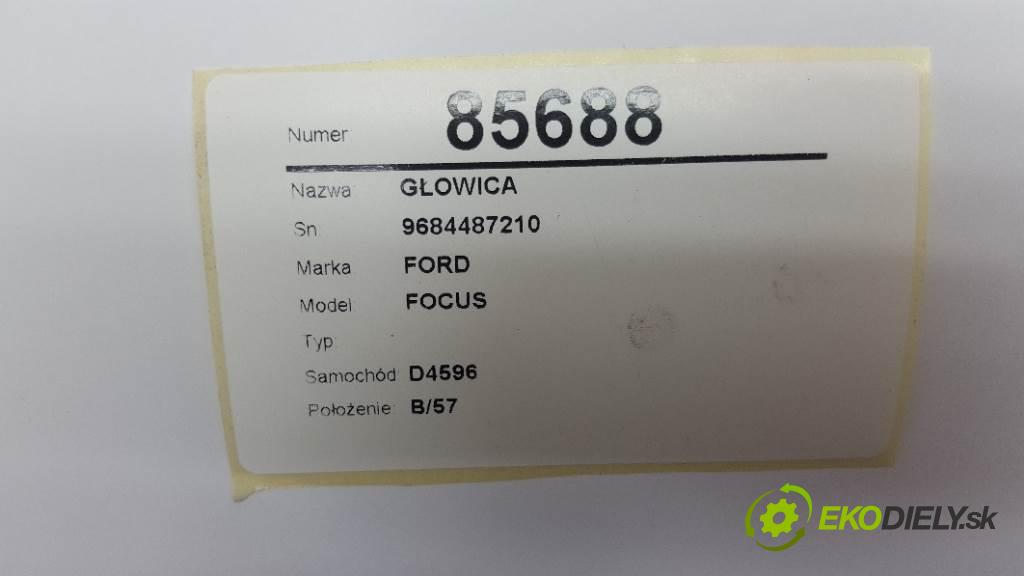 Numer: 85688
Nazwa: GŁOWICA
Sn: 9684487210
Marka FORD
Model FOCUS
Typ:
Samochód: D4596
Położenie: B/57
EKODIELY.sk